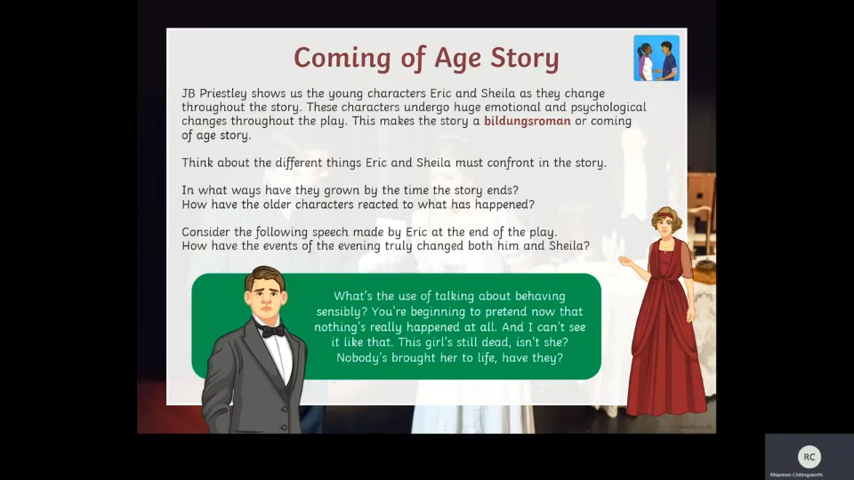 Coming of Age Story
JB Priestley shows us the young characters Eric and Sheila as they change
throughout the story. These characters undergo huge emotional and psychological
changes throughout the play. This makes the story a bildungsroman or coming
of age story.
Think about the different things Eric and Sheila must confront in the story.
In what ways have they grown by the time the story ends?
How have the older characters reacted to what has happened?
Consider the following speech made by Eric at the end of the play.
How have the events of the evening truly changed both him and Sheila?
What's the use of talking about behaving
sensibly? You're beginning to pretend now that
nothing's really happened at all. And I can't see
it like that. This girl's still dead, isn't she?
Nobody's brought her to life, have they?
RC